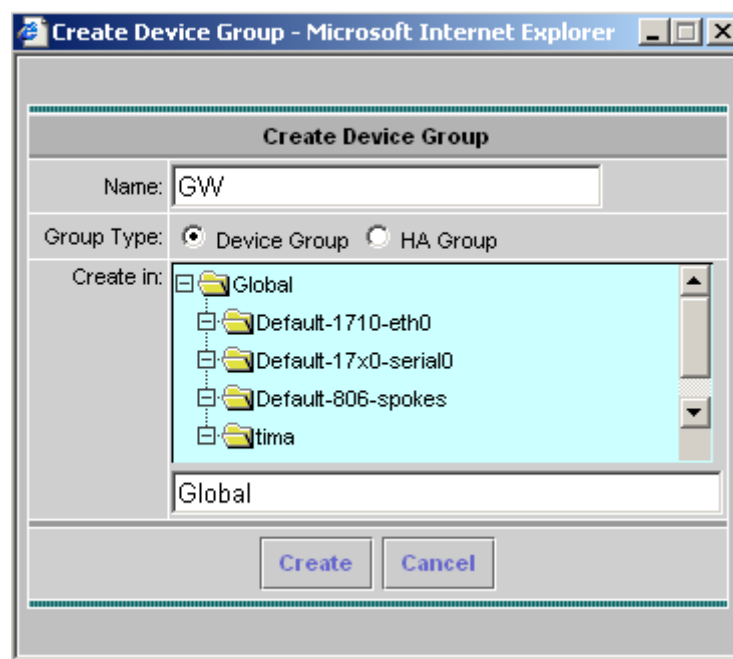 Create Device Group - Microsoft Internet Explorer
Create Device Group
Name: GW
Group Type: Device Group HA Group
Create in: Global
Default-1710-eth0
Default-17x0-serial0
Default-806-spokes
tima
Global
Create Cancel